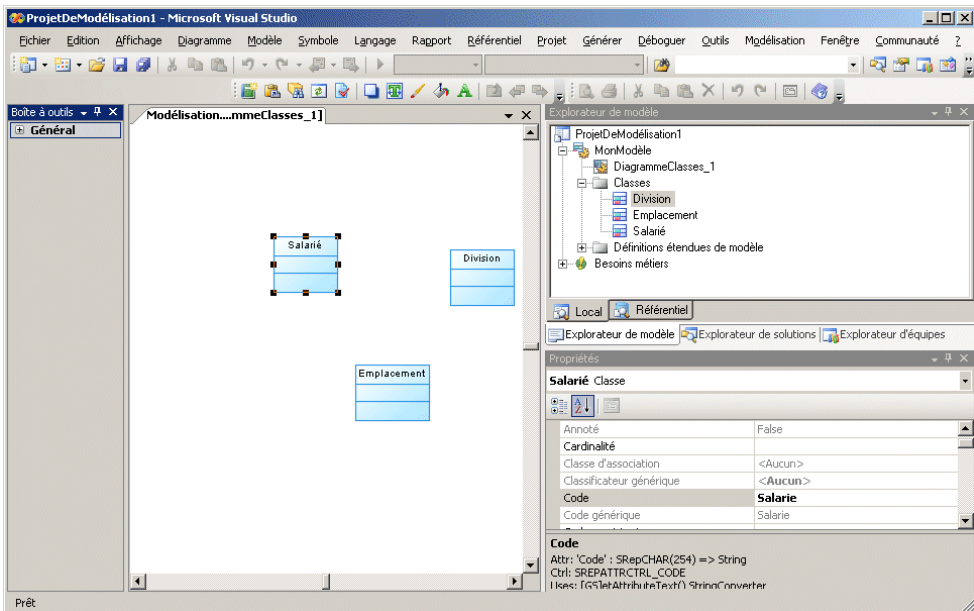 ProjetDeModélisation1 - Microsoft Visual Studio
Fichier Edition Affichage Diagramme Modèle Symbole Langage Rapport Référentiel Projet Générer Déboguer Outils Modélisation Fenêtre Communauté ?
Boîte à outils
Général
Modélisation....mmeClasses_1]
Salarié
Division
Emplacement
Explorateur de modèle
ProjetDeModélisation1
MonModèle
DiagrammeClasses_1
Classes
Division
Emplacement
Salarié
Définitions étendues de modèle
Besoins métiers
Local Référentiel
Explorateur de modèle Explorateur de solutions Explorateur d'équipes
Propriétés
Salarié Classe
Annoté False
Cardinalité
Classe d'association <Aucun>
Classificateur générique <Aucun>
Code Salarie
Code générique Salarie
Code
Attr: 'Code' : SRepCHAR(254) => String
Ctrl: SREPATTRCTRL_CODE
Uses: [GS]etAttributeText() StringConverter
Prêt